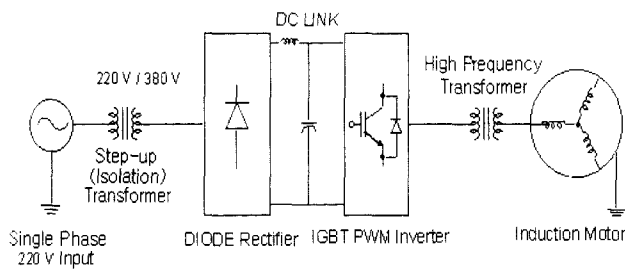 DC LINK
220 V / 380 V
High Frequency
Transformer
Step-up
(Isolation)
Transformer
Single Phase
220 V Input
DIODE Rectifier
IGBT PWM Inverter
Induction Motor